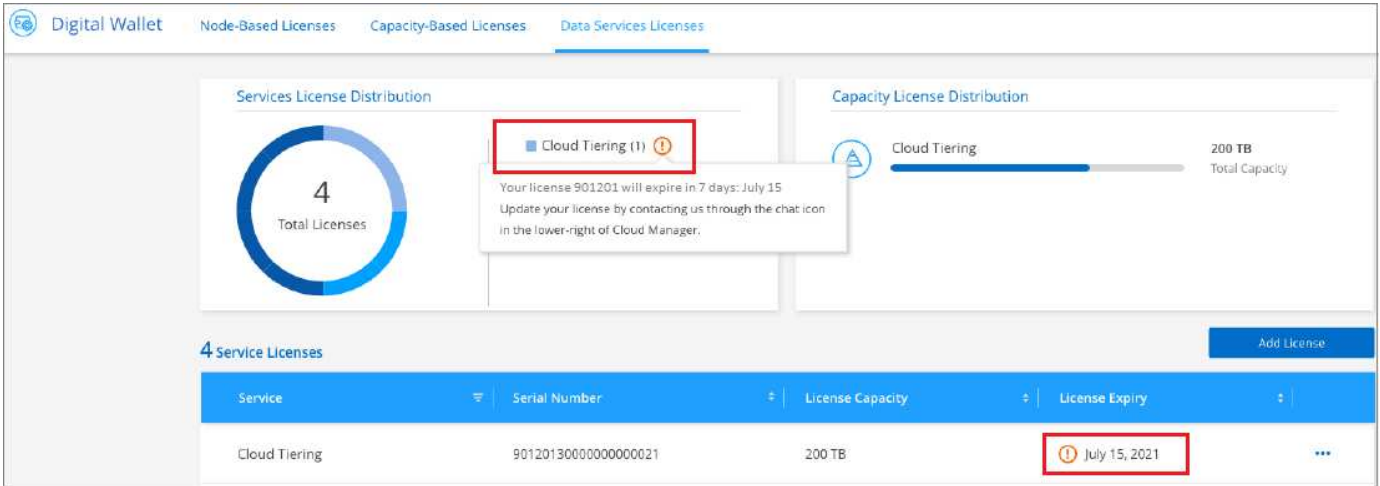 Digital Wallet
Node-Based Licenses
Capacity-Based Licenses
Data Services Licenses
Services License Distribution
4
Total Licenses
Cloud Tiering (1)
Your license 901201 will expire in 7 days: July 15
Update your license by contacting us through the chat icon
in the lower-right of Cloud Manager.
Capacity License Distribution
Cloud Tiering
200 TB
Total Capacity
4 Service Licenses
Add License
Service
Serial Number
License Capacity
License Expiry
Cloud Tiering
90120130000000000021
200 TB
July 15, 2021